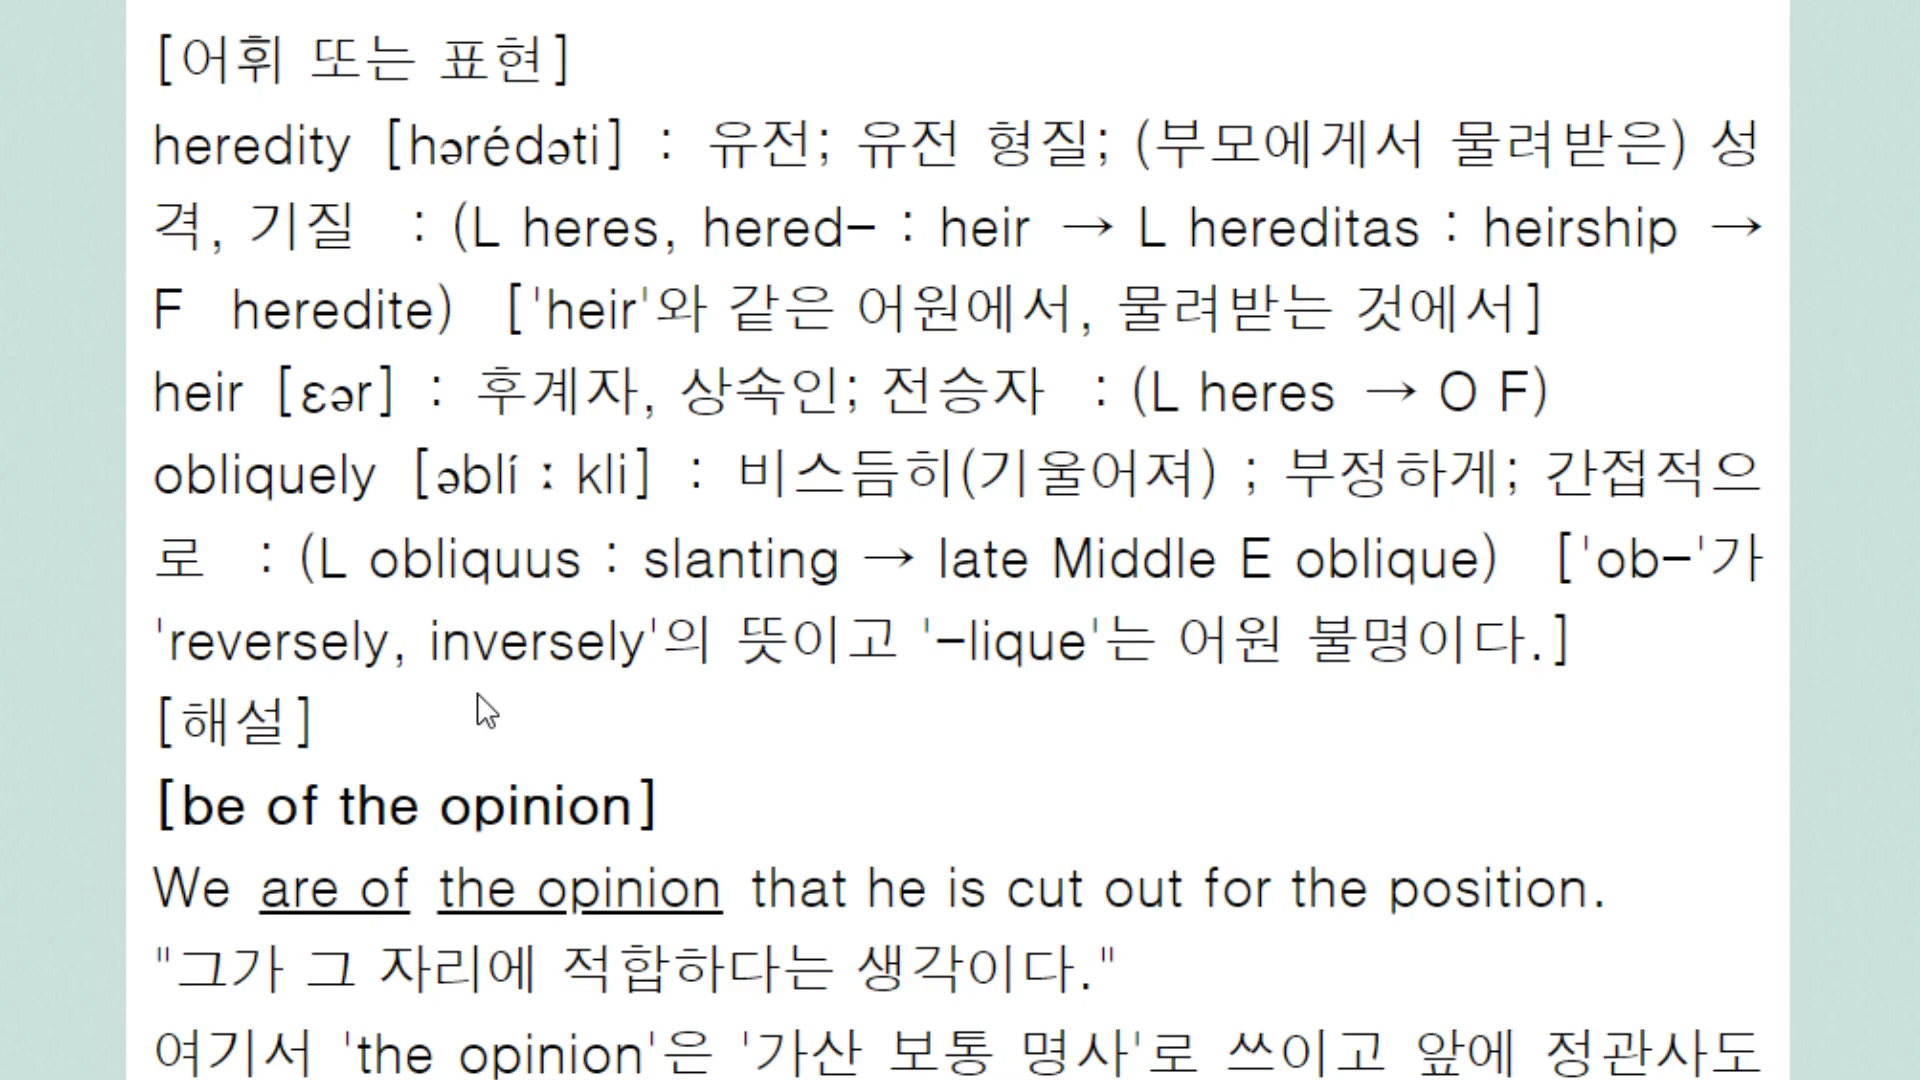 [어휘 또는 표현]
heredity [hərédəti] : 유전; 유전 형질; (부모에게서 물려받은) 성
격, 기질 : (L heres, hered- : heir → L hereditas : heirship →
F heredite) ['heir'와 같은 어원에서, 물려받는 것에서]
heir [ɛər] : 후계자, 상속인; 전승자 : (L heres → O F)
obliquely [əblíːkli] : 비스듬히(기울어져) ; 부정하게; 간접적으
로 : (L obliquus : slanting → late Middle E oblique) ['ob-'가
'reversely, inversely'의 뜻이고 '-lique'는 어원 불명이다.]
[해설]
[be of the opinion]
We are of the opinion that he is cut out for the position.
"그가 그 자리에 적합하다는 생각이다."
여기서 'the opinion'은 '가산 보통 명사'로 쓰이고 앞에 정관사도